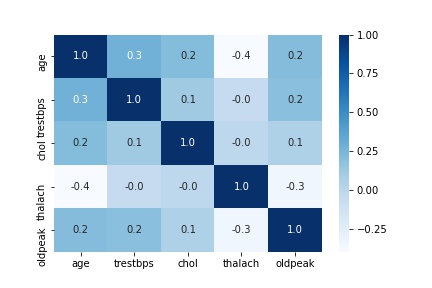 age 1.0 0.3 0.2 -0.4 0.2
trestbps 0.3 1.0 0.1 -0.0 0.2
chol 0.2 0.1 1.0 -0.0 0.1
thalach -0.4 -0.0 -0.0 1.0 -0.3
oldpeak 0.2 0.2 0.1 -0.3 1.0
age trestbps chol thalach oldpeak
1.00
0.75
0.50
0.25
0.00
-0.25